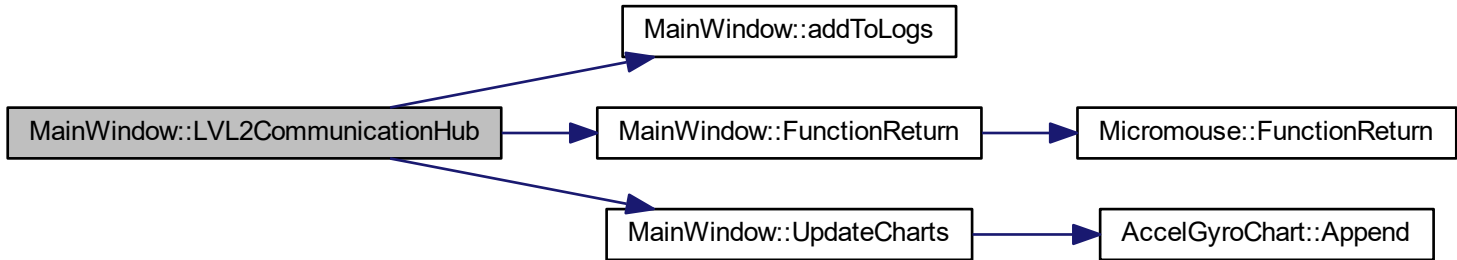 MainWindow::addToLogs
MainWindow::LVL2CommunicationHub
MainWindow::FunctionReturn
Micromouse::FunctionReturn
MainWindow::UpdateCharts
AccelGyroChart::Append